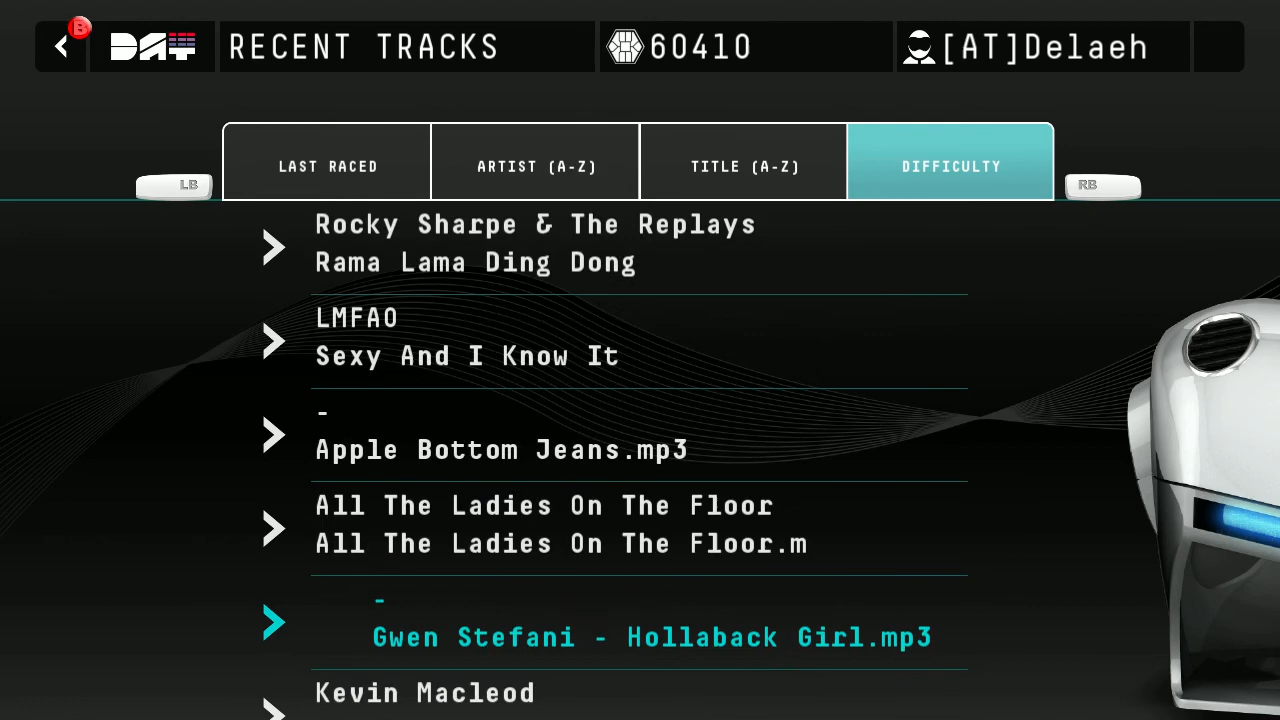 B
DAT
RECENT TRACKS
60410
[AT]Delaeh
LB
LAST RACED
ARTIST (A-Z)
TITLE (A-Z)
DIFFICULTY
RB
Rocky Sharpe & The Replays
Rama Lama Ding Dong
LMFAO
Sexy And I Know It
-
Apple Bottom Jeans.mp3
All The Ladies On The Floor
All The Ladies On The Floor.m
-
Gwen Stefani - Hollaback Girl.mp3
Kevin Macleod